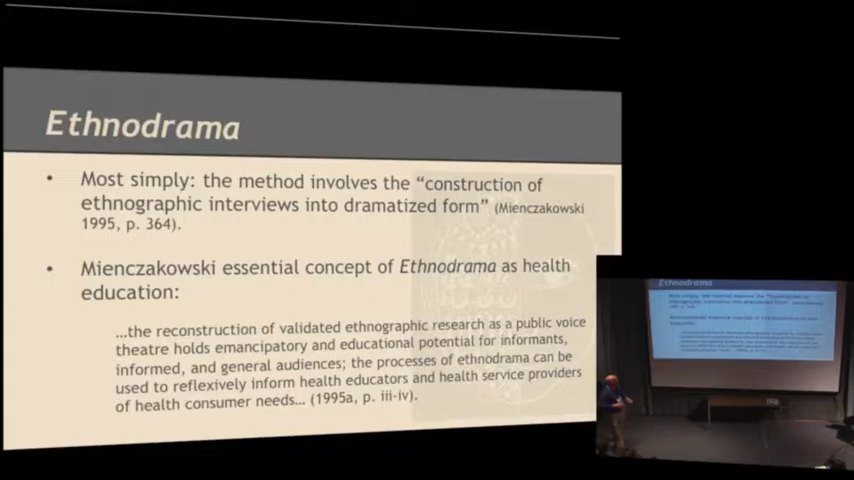 Ethnodrama
• Most simply: the method involves the “construction of
ethnographic interviews into dramatized form” (Mienczakowski
1995, p. 364).
• Mienczakowski essential concept of Ethnodrama as health
education:
...the reconstruction of validated ethnographic research as a public voice
theatre holds emancipatory and educational potential for informants,
informed, and general audiences; the processes of ethnodrama can be
used to reflexively inform health educators and health service providers
of health consumer needs... (1995a, p. iii-iv).
Ethnodrama